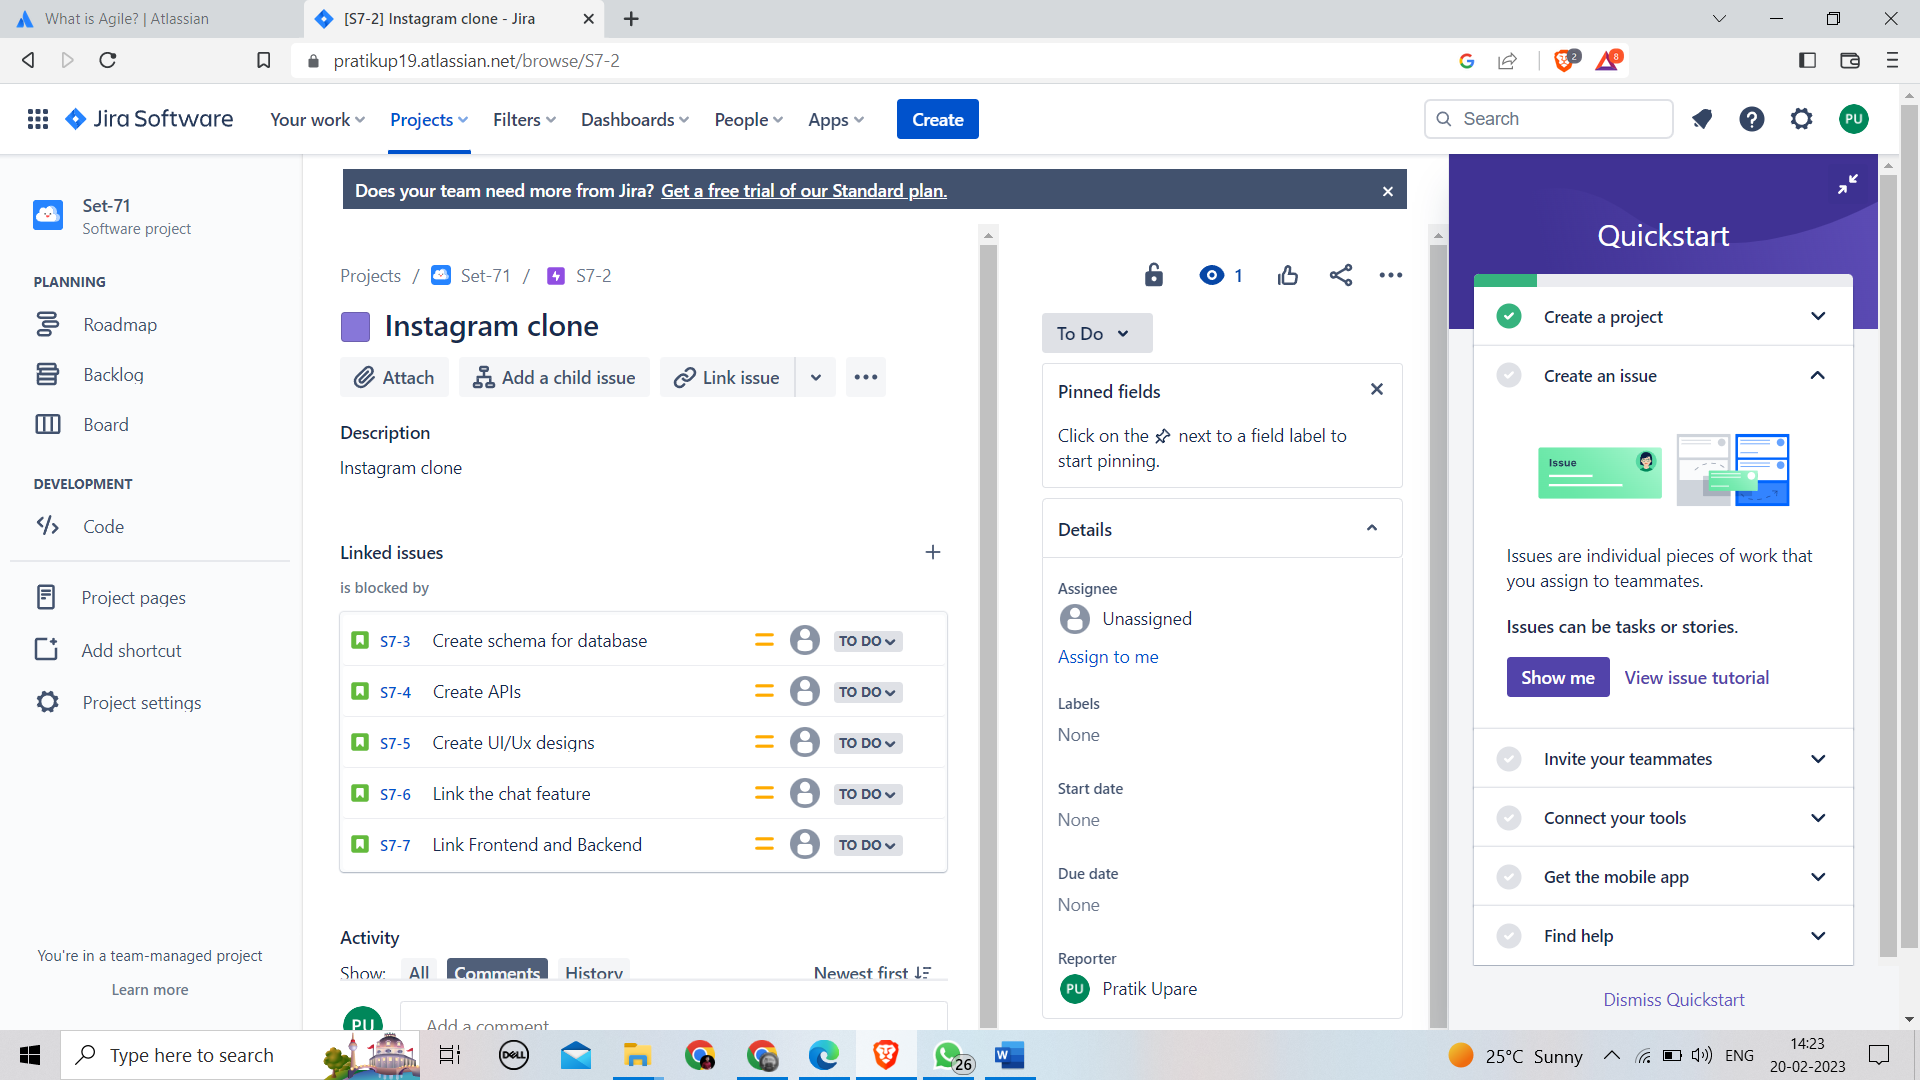 What is Agile? | Atlassian
[S7-2] Instagram clone - Jira
pratikup19.atlassian.net/browse/S7-2
2
8
Jira Software
Your work
Projects
Filters
Dashboards
People
Apps
Create
Search
PU
Set-71
Software project
PLANNING
Roadmap
Backlog
Board
DEVELOPMENT
Code
Project pages
Add shortcut
Project settings
You're in a team-managed project
Learn more
Does your team need more from Jira? Get a free trial of our Standard plan.
Projects / Set-71 / S7-2
Instagram clone
Attach
Add a child issue
Link issue
Description
Instagram clone
Linked issues
is blocked by
S7-3 Create schema for database TO DO
S7-4 Create APIs TO DO
S7-5 Create UI/Ux designs TO DO
S7-6 Link the chat feature TO DO
S7-7 Link Frontend and Backend TO DO
Activity
Show: All Comments History Newest first
PU
Add a comment
1
To Do
Pinned fields
Click on the next to a field label to
start pinning.
Details
Assignee
Unassigned
Assign to me
Labels
None
Start date
None
Due date
None
Reporter
PU Pratik Upare
Quickstart
Create a project
Create an issue
Issue
Issues are individual pieces of work that
you assign to teammates.
Issues can be tasks or stories.
Show me
View issue tutorial
Invite your teammates
Connect your tools
Get the mobile app
Find help
Dismiss Quickstart
Type here to search
DELL
26
W
25°C Sunny
ENG
14:23
20-02-2023